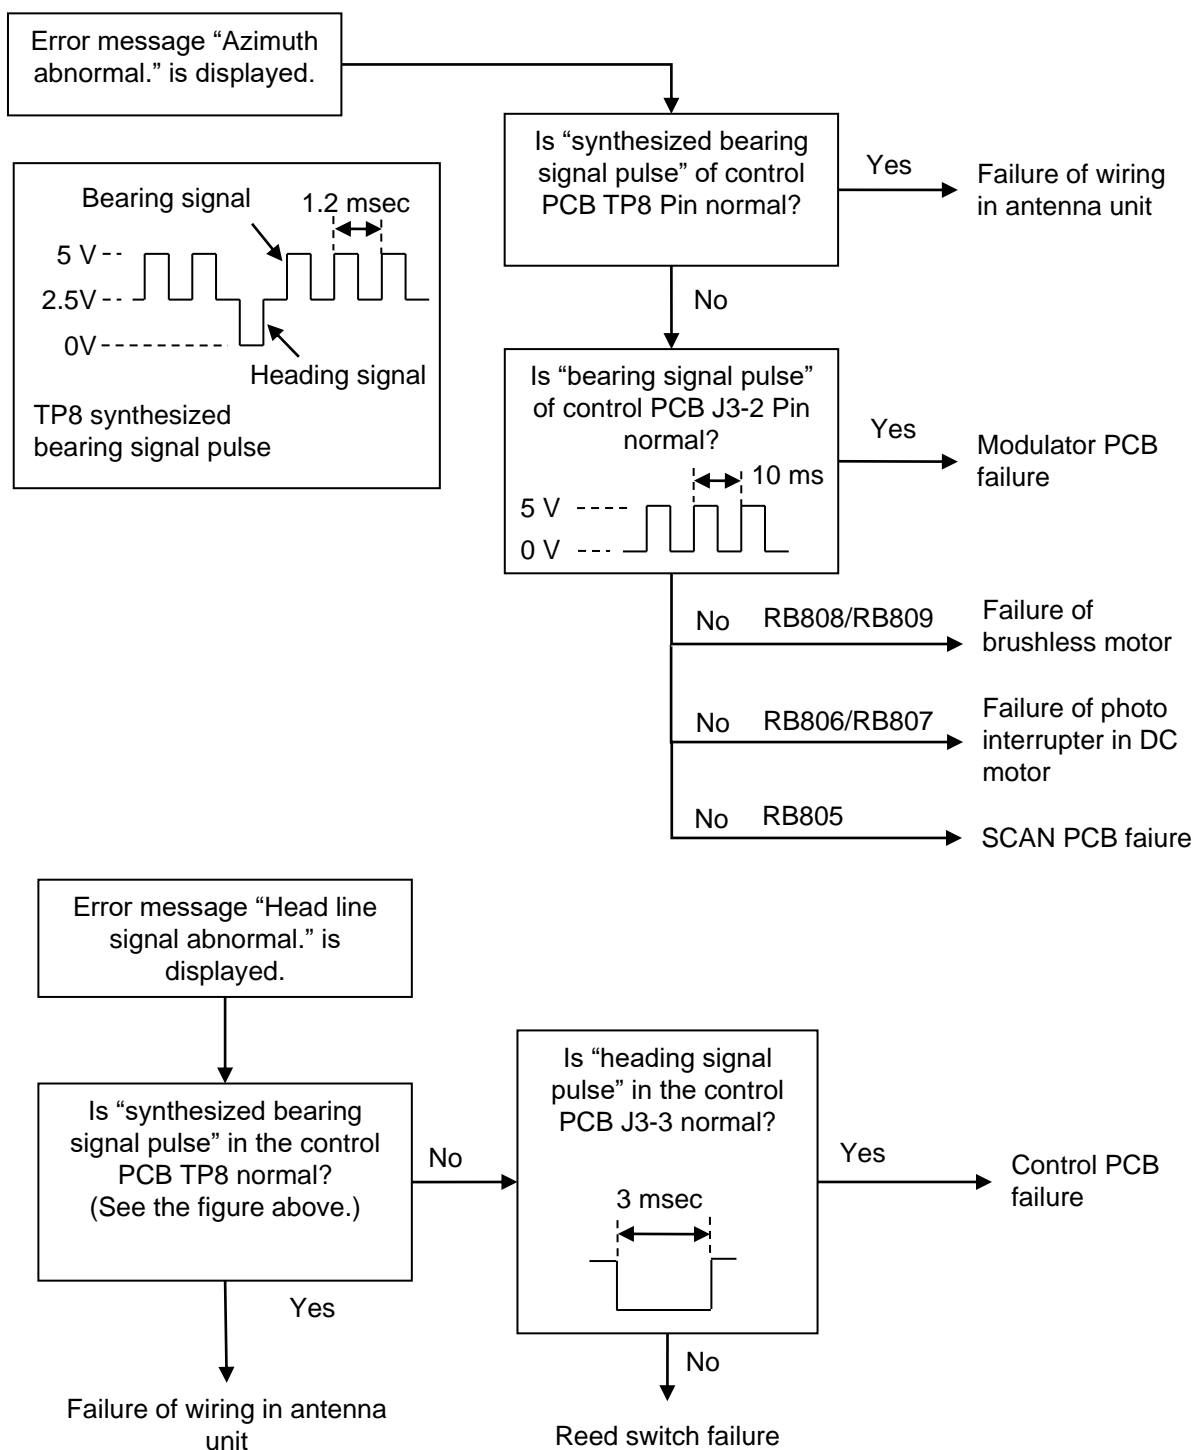 Error message “Azimuth
abnormal.” is displayed.
Is “synthesized bearing
signal pulse” of control
PCB TP8 Pin normal?
Yes
Failure of wiring
in antenna unit
Bearing signal
1.2 msec
5 V
2.5V
0V
Heading signal
TP8 synthesized
bearing signal pulse
No
Is “bearing signal pulse”
of control PCB J3-2 Pin
normal?
10 ms
5 V
0 V
Yes
Modulator PCB
failure
No
RB808/RB809
Failure of
brushless motor
No
RB806/RB807
Failure of photo
interrupter in DC
motor
No
RB805
SCAN PCB faiure
Error message “Head line
signal abnormal.” is
displayed.
Is “synthesized bearing
signal pulse” in the control
PCB TP8 normal?
(See the figure above.)
No
Is “heading signal
pulse” in the control
PCB J3-3 normal?
3 msec
Yes
Control PCB
failure
Yes
Failure of wiring in antenna
unit
No
Reed switch failure